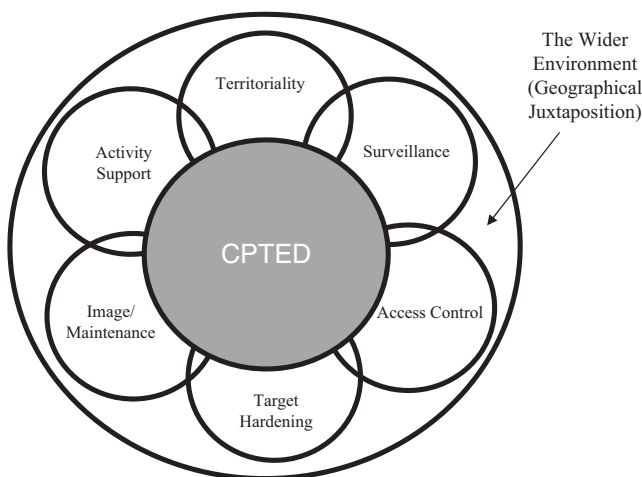 The Wider
Environment
(Geographical
Juxtaposition)
Territoriality
Activity
Support
Surveillance
CPTED
Image/
Maintenance
Access Control
Target
Hardening